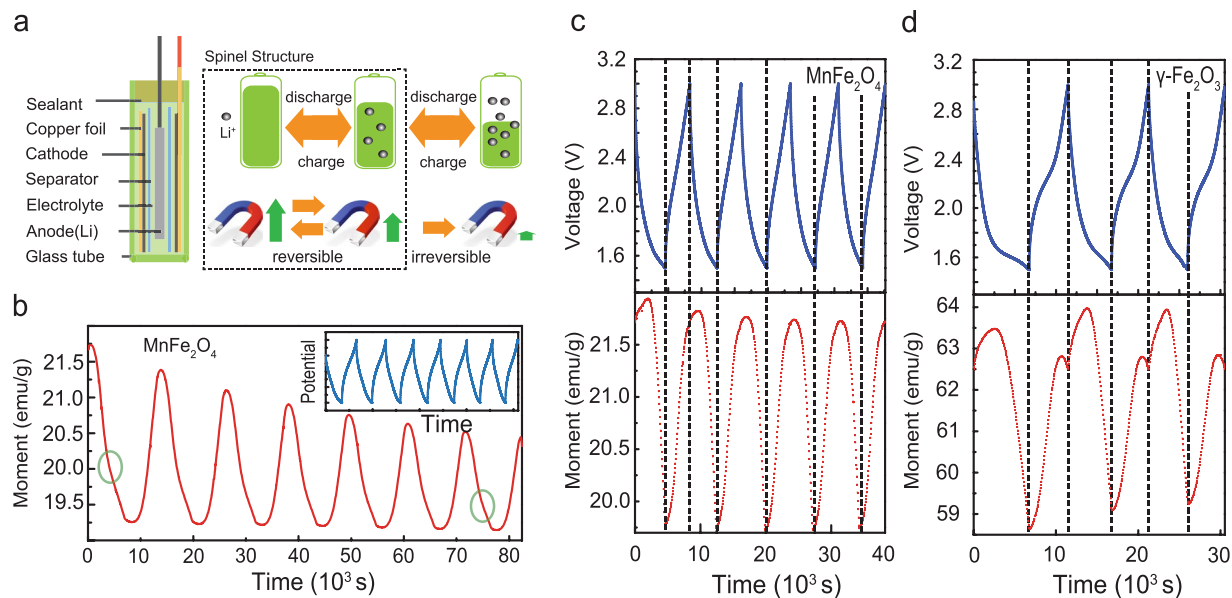 a
Sealant
Copper foil
Cathode
Separator
Electrolyte
Anode(Li)
Glass tube
Spinel Structure
Li⁺
discharge
charge
discharge
charge
reversible
irreversible
b
MnFe₂O₄
Moment (emu/g)
21.5
21.0
20.5
20.0
19.5
0 10 20 30 40 50 60 70 80
Time (10³ s)
Potential
Time
c
MnFe₂O₄
Voltage (V)
3.2
2.8
2.4
2.0
1.6
Moment (emu/g)
21.5
21.0
20.5
20.0
0 10 20 30 40
Time (10³ s)
d
γ-Fe₂O₃
Voltage (V)
3.2
2.8
2.4
2.0
1.6
Moment (emu/g)
64
63
62
61
60
59
0 10 20 30
Time (10³ s)